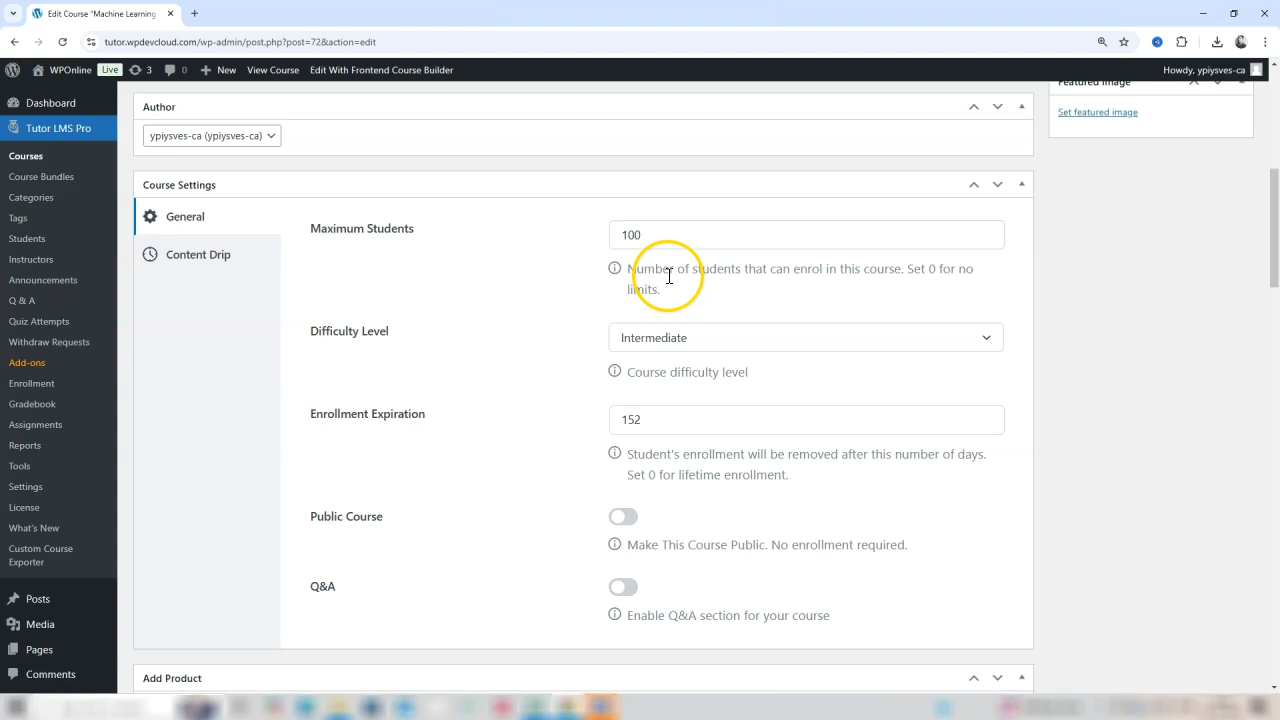 Edit Course "Machine Learning
tutor.wpdevcloud.com/wp-admin/post.php?post=72&action=edit
WPOnline
Live
3
0
New
View Course
Edit With Frontend Course Builder
Howdy, ypiysves-ca
Dashboard
Tutor LMS Pro
Courses
Course Bundles
Categories
Tags
Students
Instructors
Announcements
Q & A
Quiz Attempts
Withdraw Requests
Add-ons
Enrollment
Gradebook
Assignments
Reports
Tools
Settings
License
What's New
Custom Course
Exporter
Posts
Media
Pages
Comments
Author
ypiysves-ca (ypiysves-ca)
Course Settings
General
Content Drip
Maximum Students
100
Number of students that can enrol in this course. Set 0 for no
limits.
Difficulty Level
Intermediate
Course difficulty level
Enrollment Expiration
152
Student's enrollment will be removed after this number of days.
Set 0 for lifetime enrollment.
Public Course
Make This Course Public. No enrollment required.
Q&A
Enable Q&A section for your course
Add Product
Featured image
Set featured image